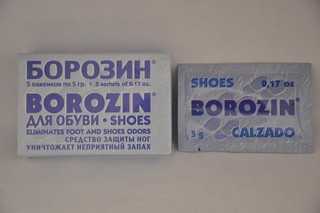 БОРОЗИН®
5 пакетиков по 5 гр. • 5 sachets of 0.17 oz.
BOROZIN®
ДЛЯ ОБУВИ • SHOES
ELIMINATES FOOT AND SHOES ODORS
СРЕДСТВО ЗАЩИТЫ НОГ
УНИЧТОЖАЕТ НЕПРИЯТНЫЙ ЗАПАХ
SHOES 0,17 oz
BOROZIN®
5g CALZADO